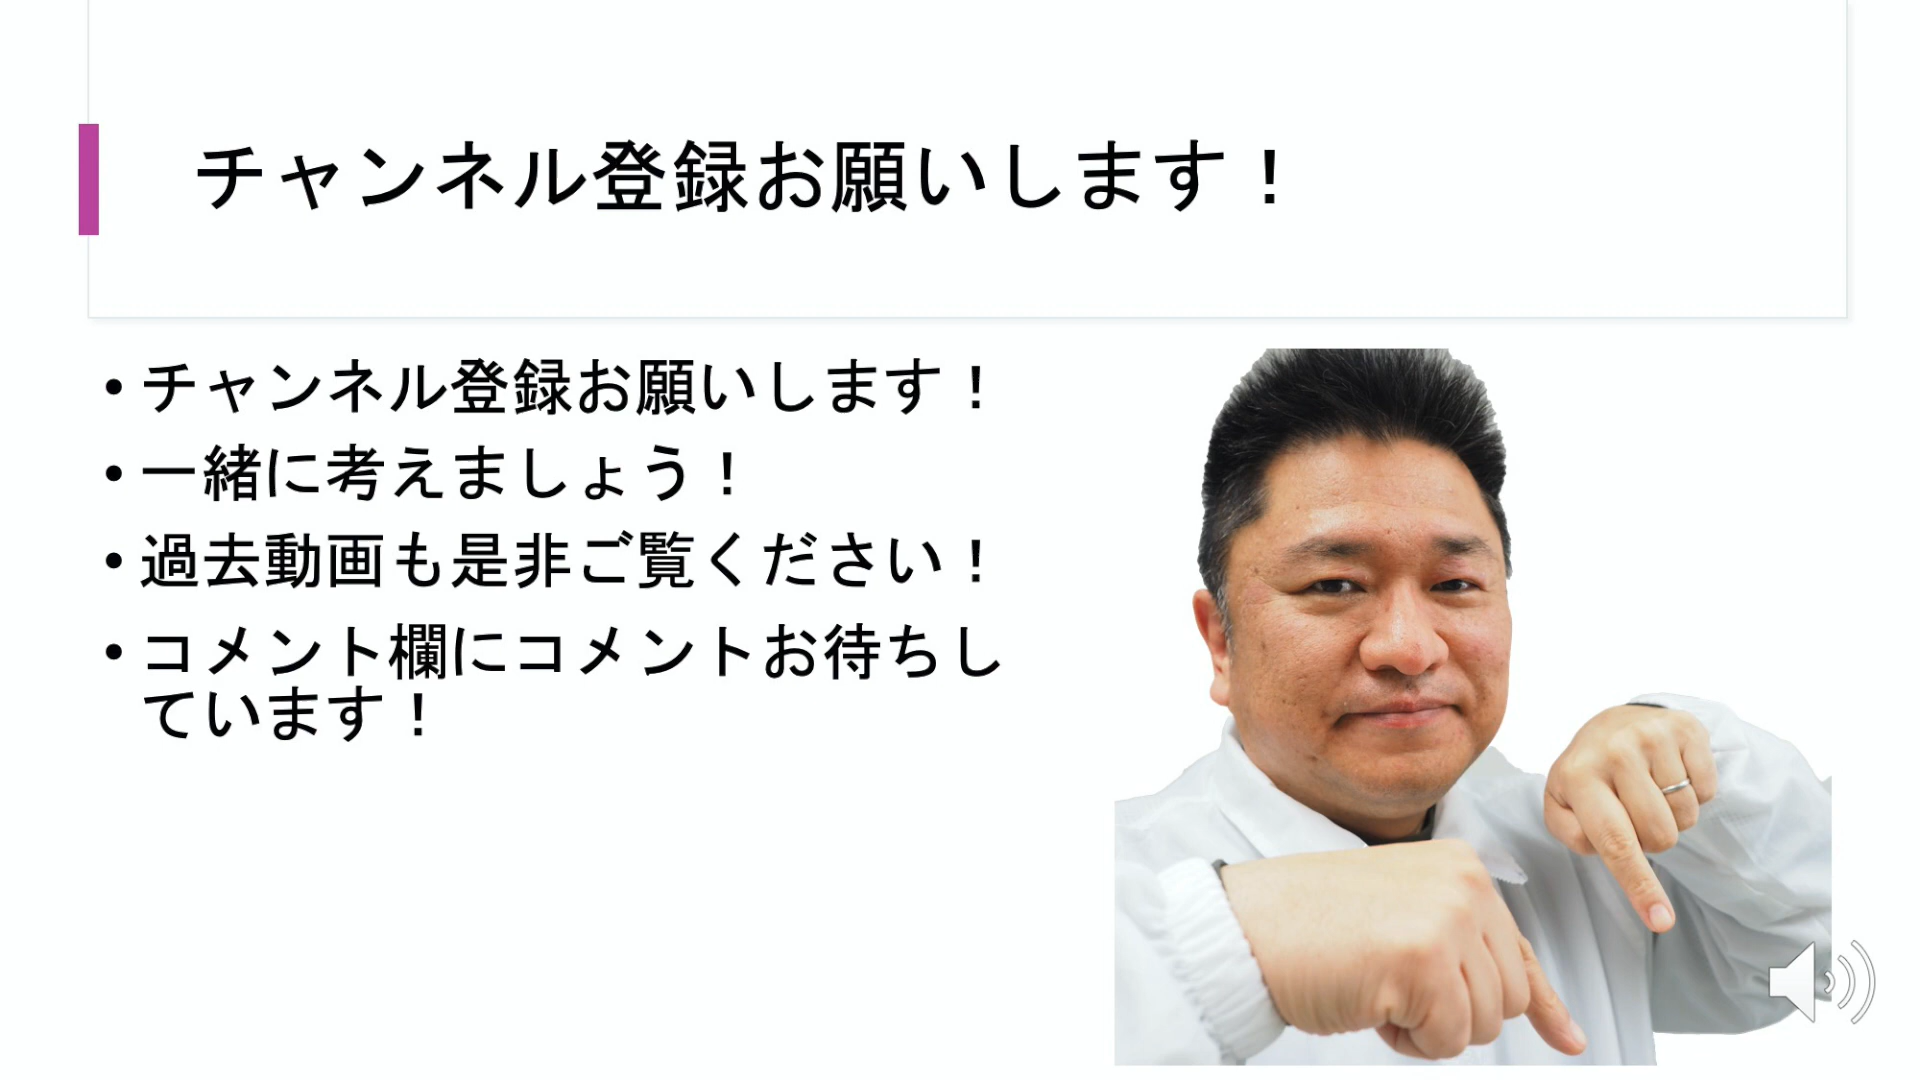 チャンネル登録お願いします！
• チャンネル登録お願いします！
• 一緒に考えましょう！
• 過去動画も是非ご覧ください！
• コメント欄にコメントお待ちし
ています！